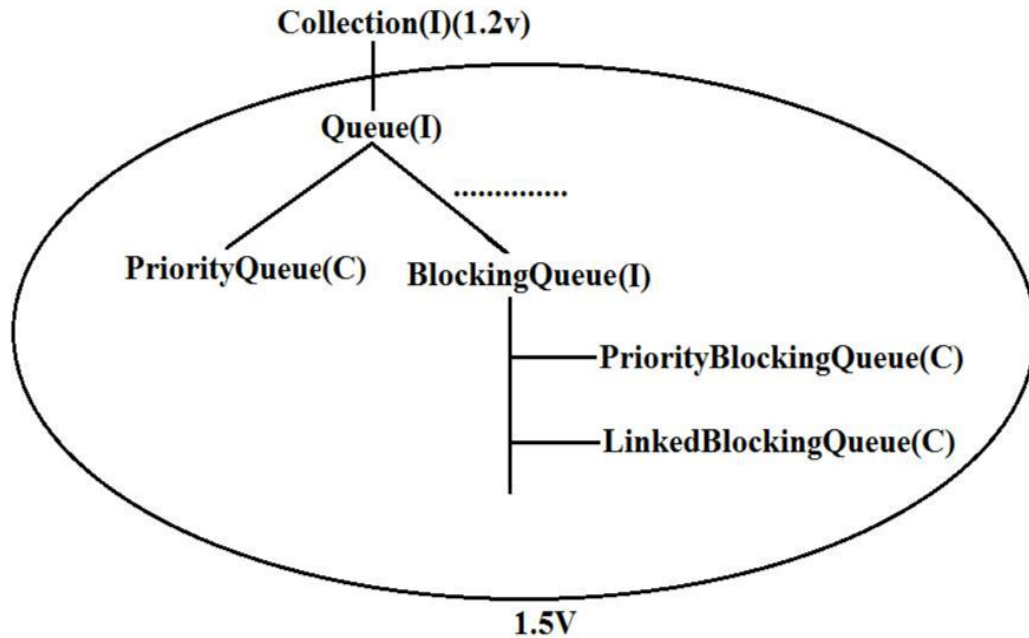 Collection(I)(1.2v)
Queue(I)
..............
PriorityQueue(C)
BlockingQueue(I)
PriorityBlockingQueue(C)
LinkedBlockingQueue(C)
1.5V